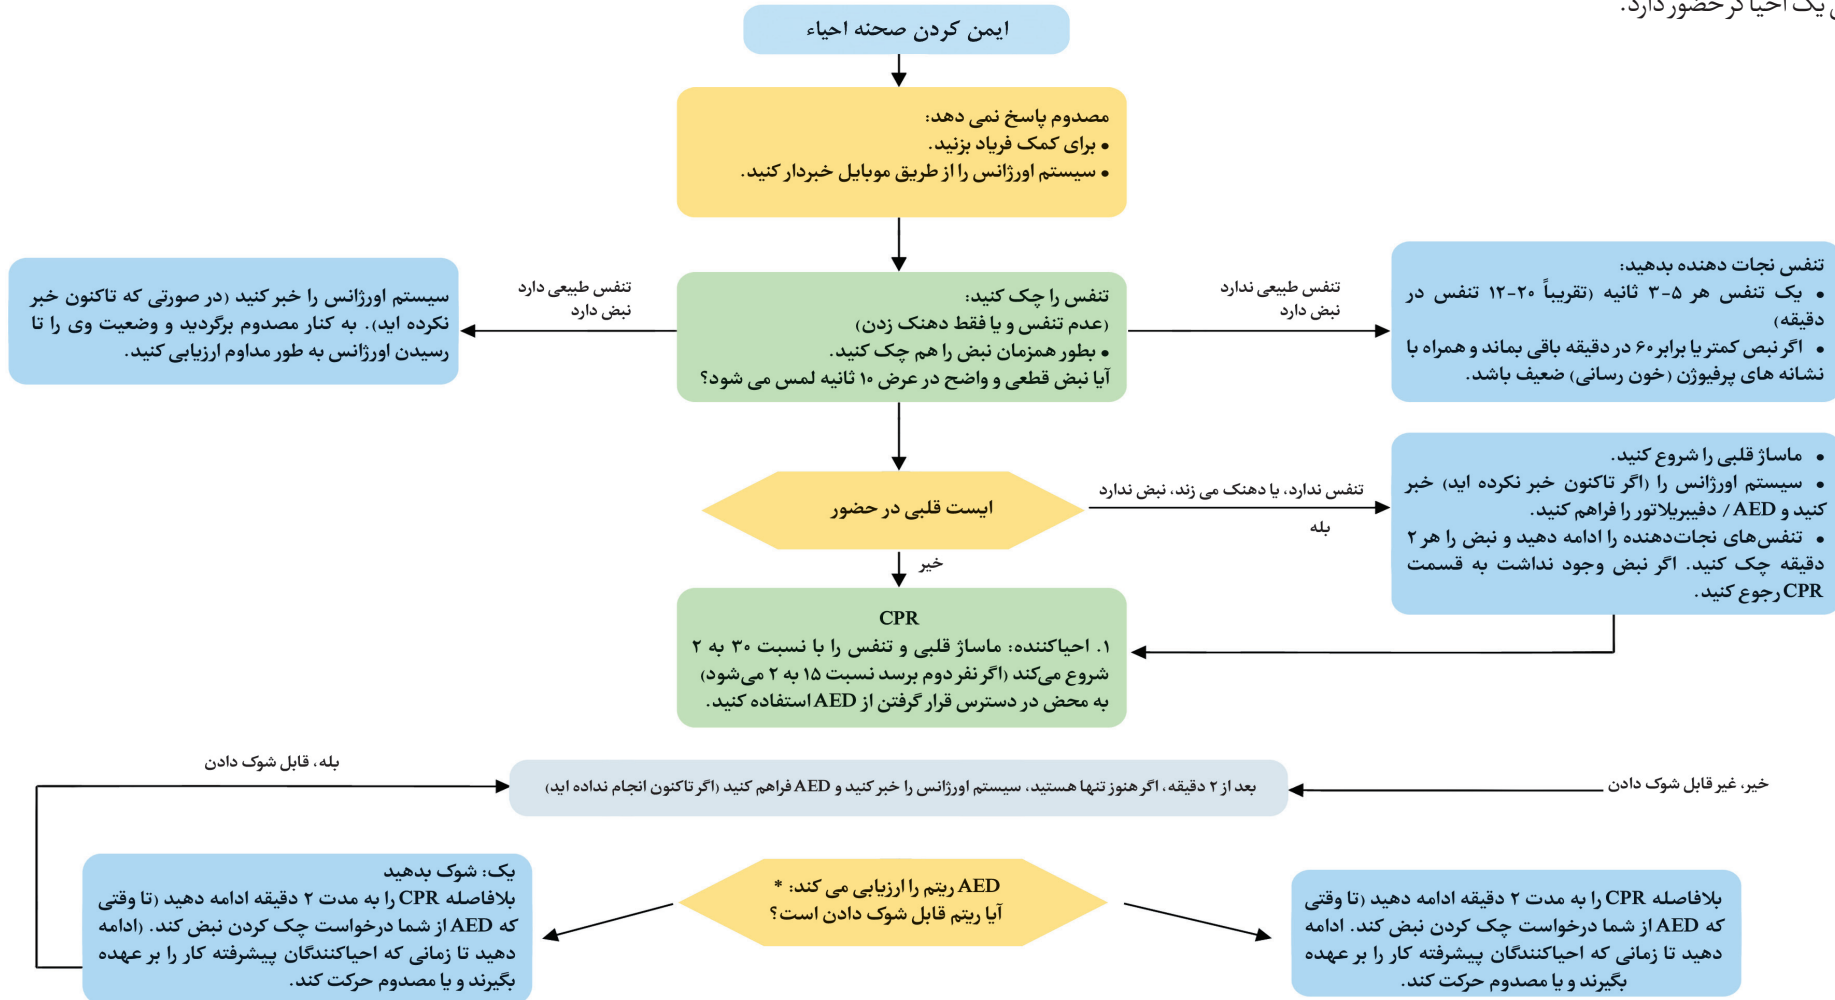 یک احیا گر حضور دارد.
ایمن کردن صحنه احیاء
مصدوم پاسخ نمی دهد:
• برای کمک فریاد بزنید.
• سیستم اورژانس را از طریق موبایل خبردار کنید.
تنفس نجات دهنده بدهید:
• یک تنفس هر ۵-۳ ثانیه (تقریباً ۲۰-۱۲ تنفس در
دقیقه)
• اگر نبص کمتر یا برابر ۶۰ در دقیقه باقی بماند و همراه با
نشانه های پرفیوژن (خون رسانی) ضعیف باشد.
تنفس طبیعی ندارد
نبض دارد
تنفس را چک کنید:
(عدم تنفس و یا فقط دهنک زدن)
• بطور همزمان نبض را هم چک کنید.
آیا نبض قطعی و واضح در عرض ۱۰ ثانیه لمس می شود؟
تنفس طبیعی دارد
نبض دارد
سیستم اورژانس را خبر کنید (در صورتی که تاکنون خبر
نکرده اید). به کنار مصدوم برگردید و وضعیت وی را تا
رسیدن اورژانس به طور مداوم ارزیابی کنید.
• ماساژ قلبی را شروع کنید.
• سیستم اورژانس را (اگر تاکنون خبر نکرده اید) خبر
کنید و AED / دفیبریلاتور را فراهم کنید.
• تنفس‌های نجات‌دهنده را ادامه دهید و نبض را هر ۲
دقیقه چک کنید. اگر نبض وجود نداشت به قسمت
CPR رجوع کنید.
تنفس ندارد، یا دهنک می زند، نبض ندارد
بله
ایست قلبی در حضور
خیر
CPR
۱. احیاکننده: ماساژ قلبی و تنفس را با نسبت ۳۰ به ۲
شروع می‌کند (اگر نفر دوم برسد نسبت ۱۵ به ۲ می‌شود)
به محض در دسترس قرار گرفتن از AED استفاده کنید.
خیر، غیر قابل شوک دادن
بعد از ۲ دقیقه، اگر هنوز تنها هستید، سیستم اورژانس را خبر کنید و AED فراهم کنید (اگر تاکنون انجام نداده اید)
بله، قابل شوک دادن
AED ریتم را ارزیابی می کند: *
آیا ریتم قابل شوک دادن است؟
بلافاصله CPR را به مدت ۲ دقیقه ادامه دهید (تا وقتی
که AED از شما درخواست چک کردن نبض کند. ادامه
دهید تا زمانی که احیاکنندگان پیشرفته کار را بر عهده
بگیرند و یا مصدوم حرکت کند.
یک: شوک بدهید
بلافاصله CPR را به مدت ۲ دقیقه ادامه دهید (تا وقتی
که AED از شما درخواست چک کردن نبض کند. (ادامه
دهید تا زمانی که احیاکنندگان پیشرفته کار را بر عهده
بگیرند و یا مصدوم حرکت کند.